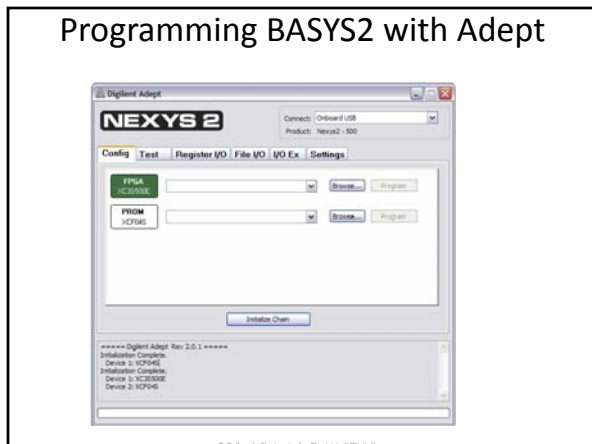 Programming BASYS2 with Adept
Digilent Adept
NEXYS 2
Connect: Onboard USB
Product: Nexys2 - 500
Config Test Register I/O File I/O I/O Ex Settings
FPGA
XC3S500E
Browse... Program
PROM
XCF04S
Browse... Program
Initialize Chain
===== Digilent Adept Rev 2.0.1 =====
Initialization Complete.
Device 1: XCF04S
Initialization Complete.
Device 1: XC3S500E
Device 2: XCF04S